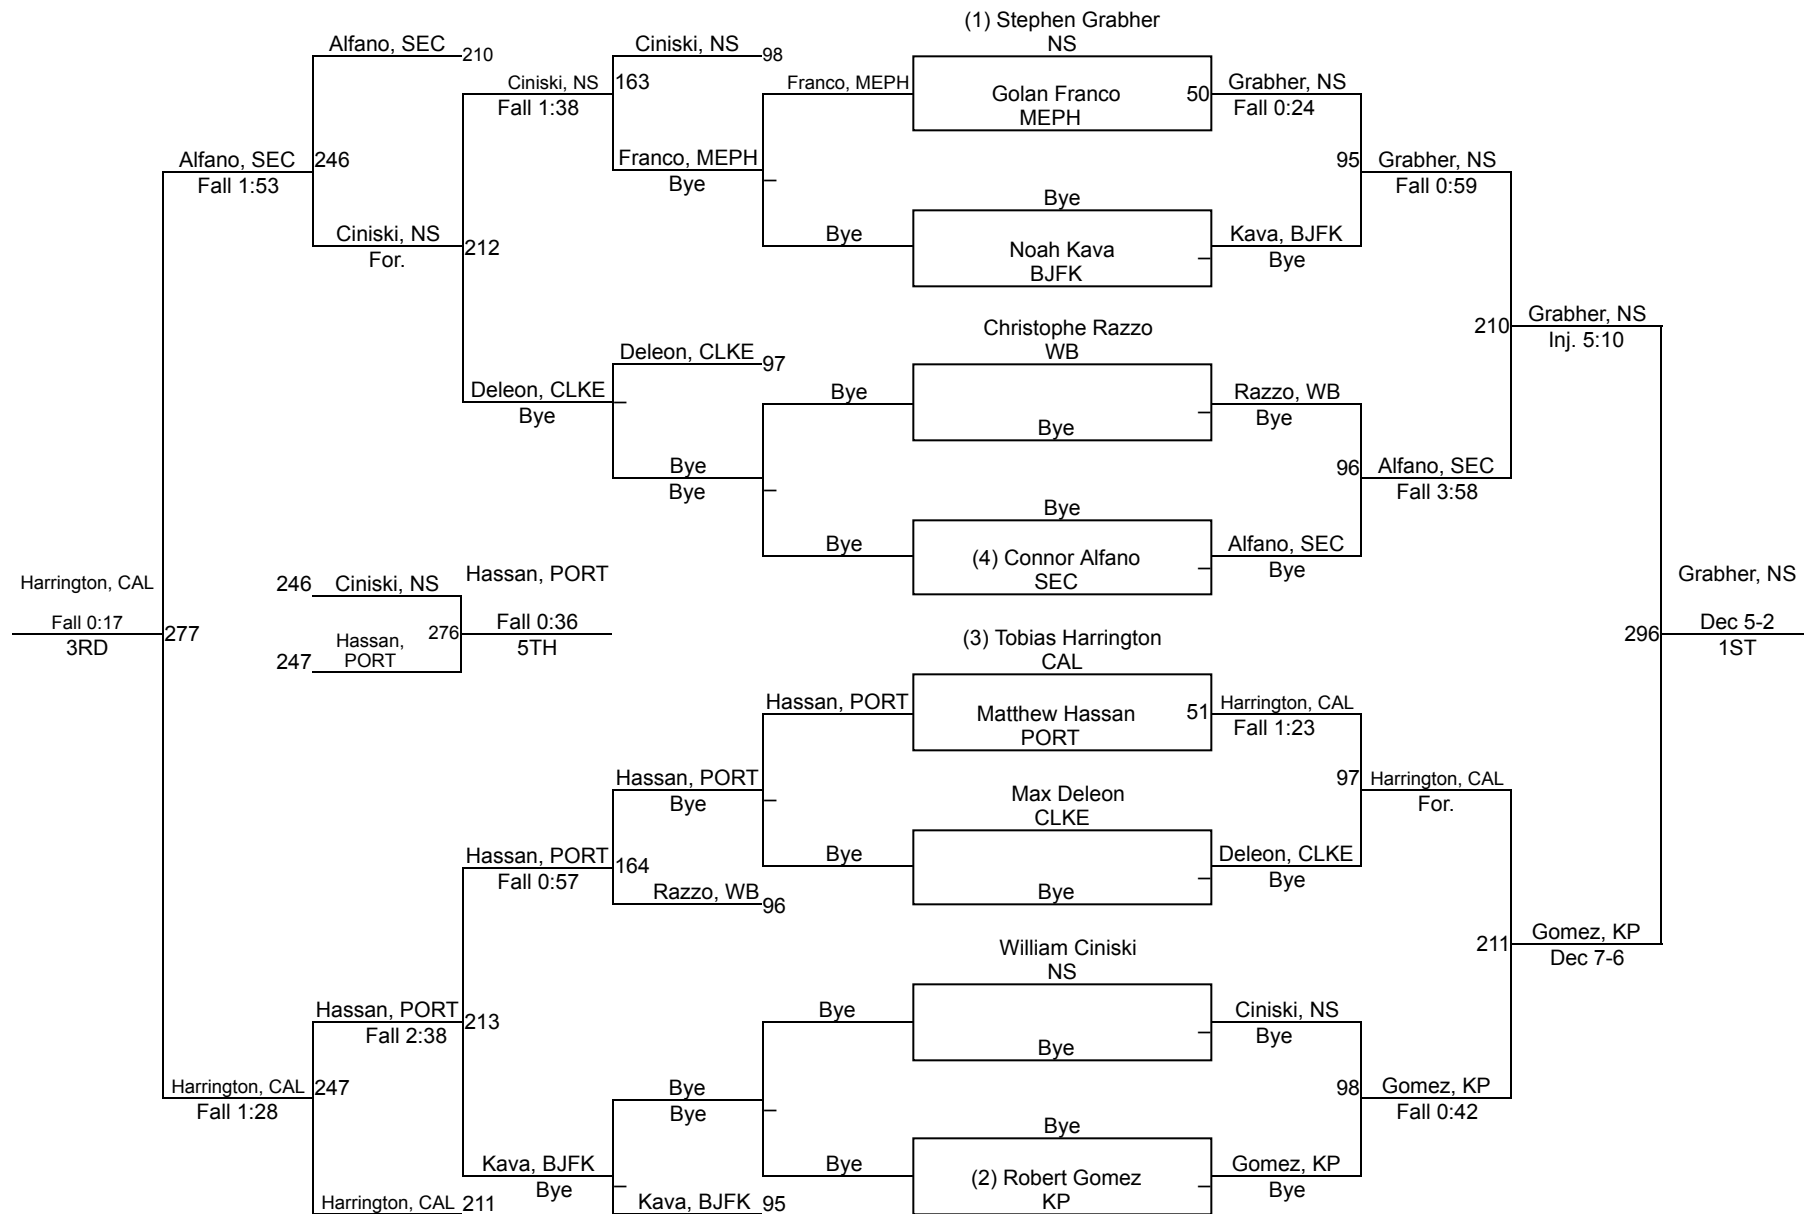 (1) Stephen Grabher
NS
Alfano, SEC 210
Ciniski, NS 98
Ciniski, NS 163
Fall 1:38
Franco, MEPH
Golan Franco 50
MEPH
Grabher, NS
Fall 0:24
Alfano, SEC 246
Fall 1:53
Franco, MEPH
Bye
95 Grabher, NS
Fall 0:59
Bye
Ciniski, NS
For.
212
Bye
Noah Kava
BJFK
Kava, BJFK
Bye
Christophe Razzo
WB
210 Grabher, NS
Inj. 5:10
Deleon, CLKE 97
Deleon, CLKE
Bye
Bye
Bye
Razzo, WB
Bye
Bye
Bye
96 Alfano, SEC
Fall 3:58
Bye
Bye
(4) Connor Alfano
SEC
Alfano, SEC
Bye
Harrington, CAL
Fall 0:17
3RD
277
246 Ciniski, NS
Hassan, PORT
247 Hassan,
PORT
276 Fall 0:36
5TH
Grabher, NS
296 Dec 5-2
1ST
(3) Tobias Harrington
CAL
Hassan, PORT
Matthew Hassan 51
PORT
Harrington, CAL
Fall 1:23
Hassan, PORT
Bye
Max Deleon
CLKE
97 Harrington, CAL
For.
Hassan, PORT 164
Fall 0:57
Bye
Bye
Deleon, CLKE
Bye
Razzo, WB 96
William Ciniski
NS
211 Gomez, KP
Dec 7-6
Hassan, PORT 213
Fall 2:38
Bye
Bye
Ciniski, NS
Bye
Harrington, CAL 247
Fall 1:28
Bye
Bye
98 Gomez, KP
Fall 0:42
Bye
Kava, BJFK
Bye
Bye
(2) Robert Gomez
KP
Gomez, KP
Bye
Harrington, CAL 211
Kava, BJFK 95